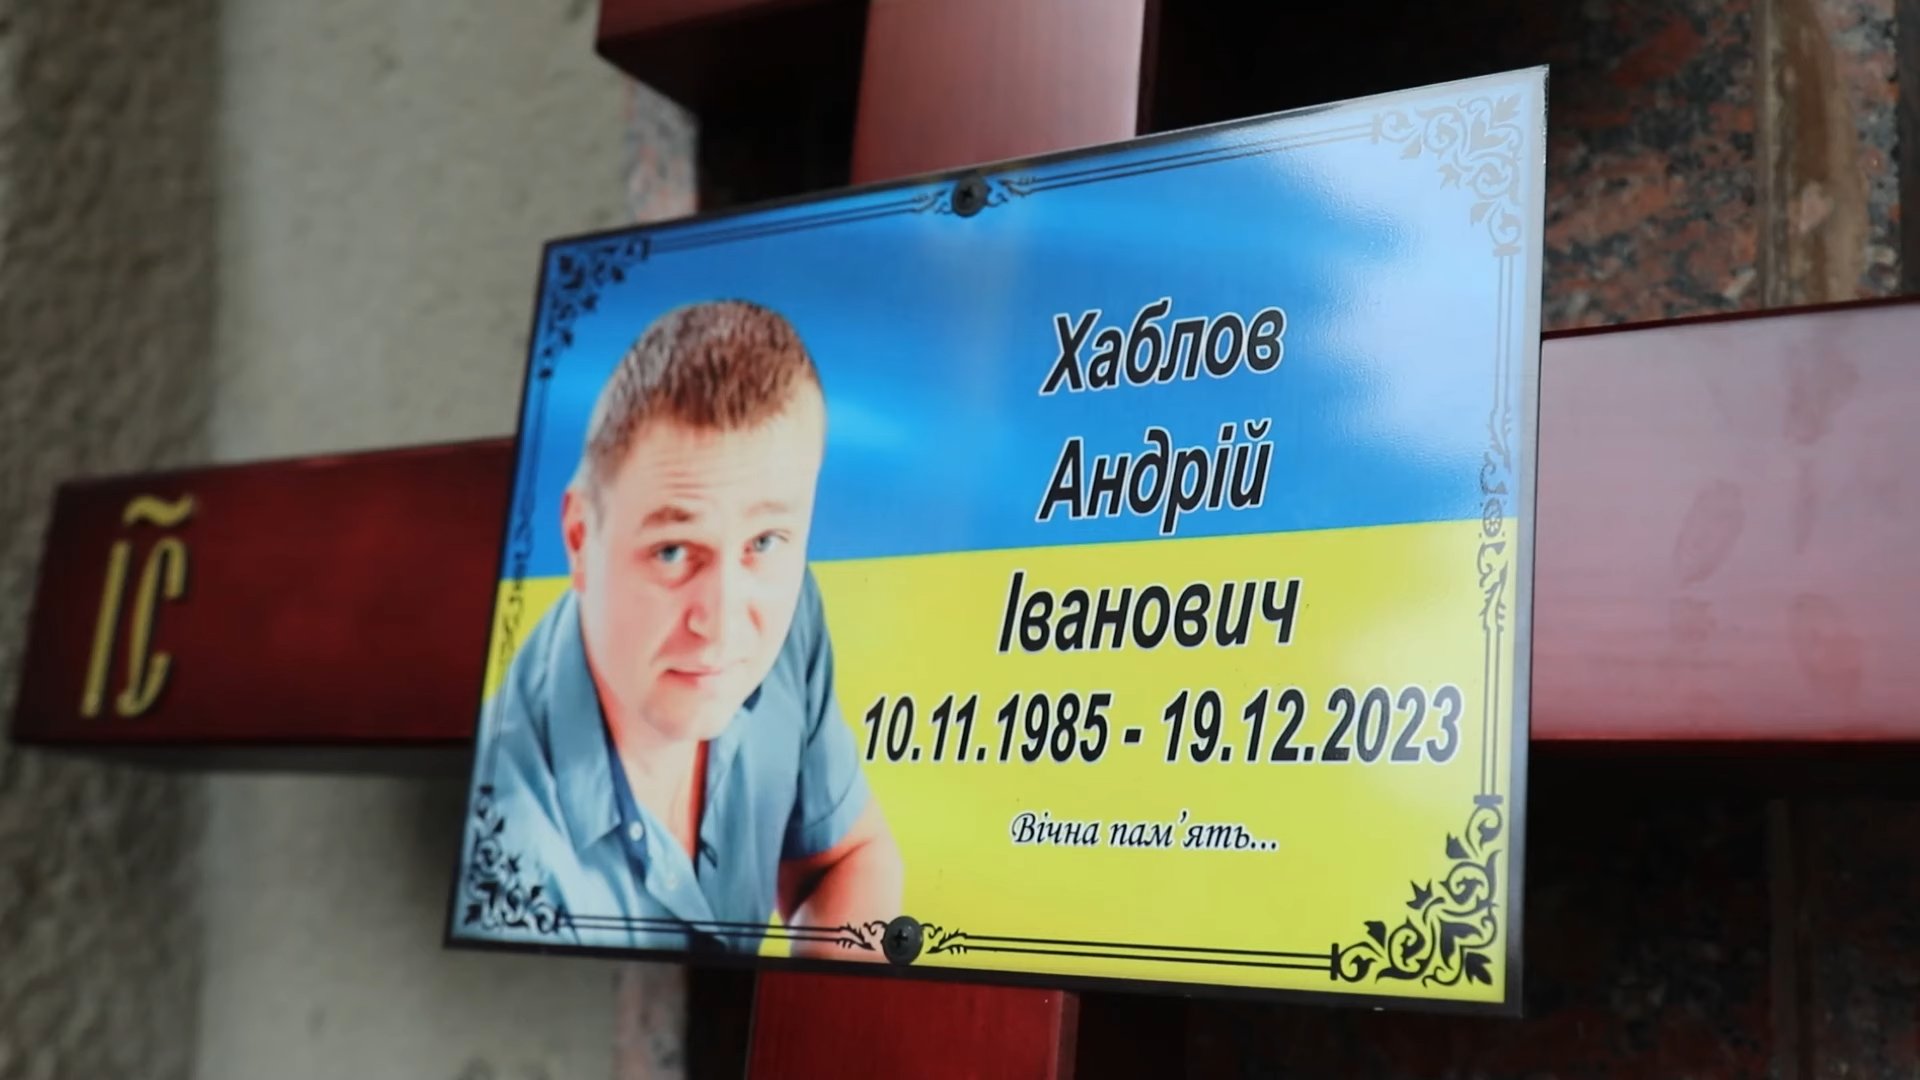 ІС
Хаблов
Андрій
Іванович
10.11.1985 - 19.12.2023
Вічна пам’ять...